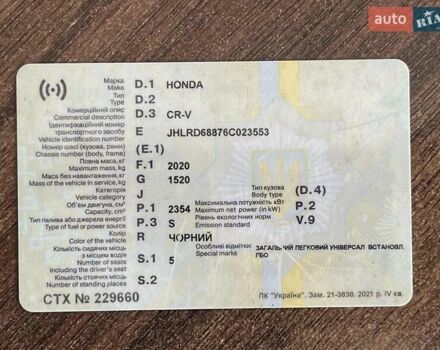 auto RIA
Марка
Make D.1 HONDA
Тип
Type D.2
Комерційний опис
Commercial description D.3 CR-V
Ідентифікаційний номер
транспортного засобу E JHLRD68876C023553
Vehicle identification number
Номер шасі (кузова, рами) (E.1)
Chassis number (body, frame)
Повна маса, кг F.1 2020
Maximum mass, kg
Маса без навантаження, кг G 1520
Mass of the vehicle in service, kg
Категорія J Тип кузова (D.4)
Vehicle category Body type
Об'єм двигуна, см³ P.1 2354 Максимальна потужність кВт P.2
Capacity, cm³ Maximum net power (in kW)
Тип палива або джерела енергії P.3 S Рівень екологічних норм V.9
Type of fuel or power source Emission standard
Колір R ЧОРНИЙ
Color of the vehicle
Кількість сидячих місць Особливі відмітки: ЗАГАЛЬНИЙ ЛЕГКОВИЙ УНІВЕРСАЛ ВСТАНОВЛ.
з місцем водія S.1 5 Special marks ГБО
Number of seats,
including the driver's seat
Кількість стоячих місць S.2
Number of standing places
СТХ № 229660 ПК "Україна". Зам. 21-3838. 2021 р. IV кв.